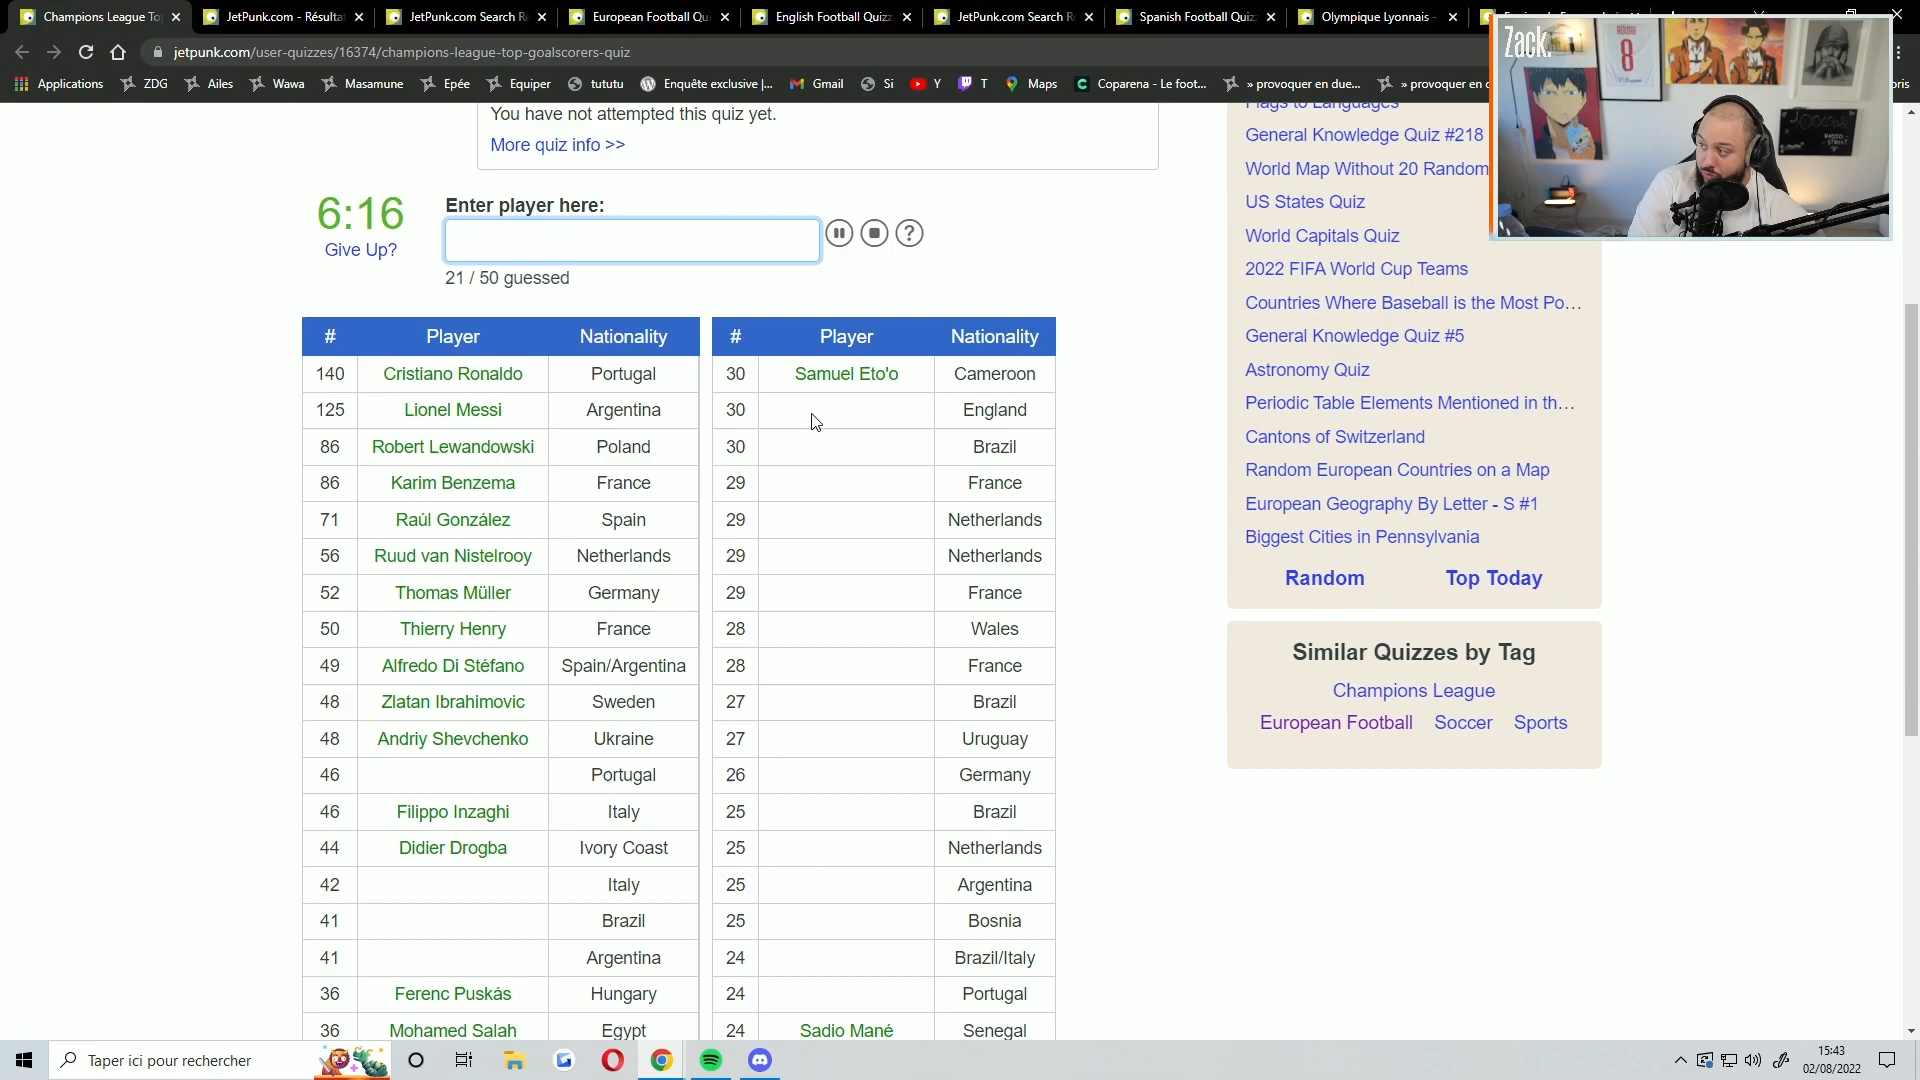 Champions League To
JetPunk.com - Résulta
JetPunk.com Search R
European Football Qui
English Football Quizz
JetPunk.com Search R
Spanish Football Quiz
Olympique Lyonnais -
jetpunk.com/user-quizzes/16374/champions-league-top-goalscorers-quiz
Applications ZDG Ailes Wawa Masamune Epée Equiper tututu Enquête exclusive |... Gmail Si Y T Maps Coparena - Le foot... » provoquer en due... » provoquer en
Zack.
8
You have not attempted this quiz yet.
More quiz info >>
6:16
Give Up?
Enter player here:
21 / 50 guessed
# Player Nationality
140 Cristiano Ronaldo Portugal
125 Lionel Messi Argentina
86 Robert Lewandowski Poland
86 Karim Benzema France
71 Raúl González Spain
56 Ruud van Nistelrooy Netherlands
52 Thomas Müller Germany
50 Thierry Henry France
49 Alfredo Di Stéfano Spain/Argentina
48 Zlatan Ibrahimovic Sweden
48 Andriy Shevchenko Ukraine
46 Portugal
46 Filippo Inzaghi Italy
44 Didier Drogba Ivory Coast
42 Italy
41 Brazil
41 Argentina
36 Ferenc Puskás Hungary
36 Mohamed Salah Egypt
# Player Nationality
30 Samuel Eto'o Cameroon
30 England
30 Brazil
29 France
29 Netherlands
29 Netherlands
29 France
28 Wales
28 France
27 Brazil
27 Uruguay
26 Germany
25 Brazil
25 Netherlands
25 Argentina
25 Bosnia
24 Brazil/Italy
24 Portugal
24 Sadio Mané Senegal
Flags to Languages
General Knowledge Quiz #218
World Map Without 20 Random
US States Quiz
World Capitals Quiz
2022 FIFA World Cup Teams
Countries Where Baseball is the Most Po...
General Knowledge Quiz #5
Astronomy Quiz
Periodic Table Elements Mentioned in th...
Cantons of Switzerland
Random European Countries on a Map
European Geography By Letter - S #1
Biggest Cities in Pennsylvania
Random Top Today
Similar Quizzes by Tag
Champions League
European Football Soccer Sports
Taper ici pour rechercher
15:43
02/08/2022